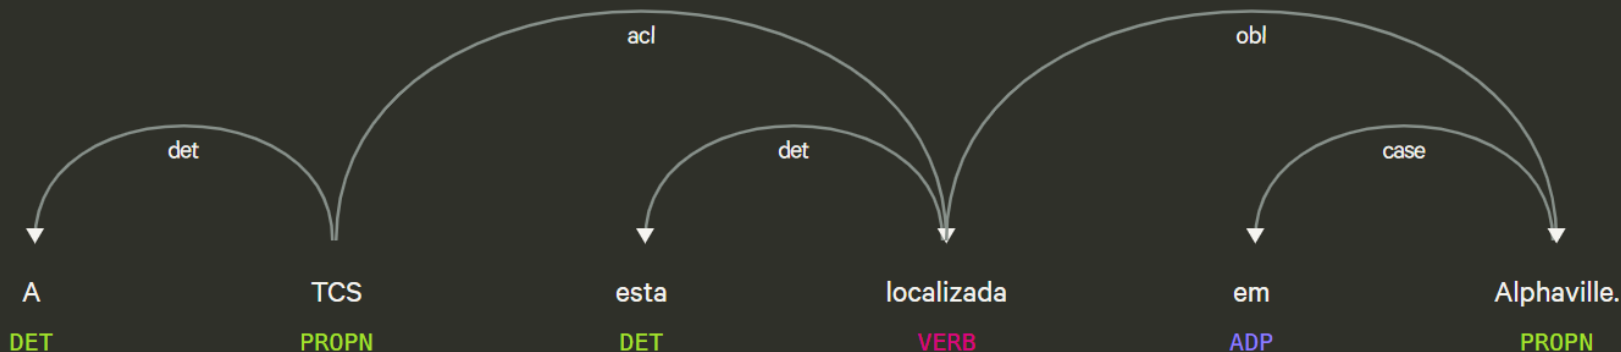 acl obl
det det case
A TCS esta localizada em Alphaville.
DET PROPN DET VERB ADP PROPN